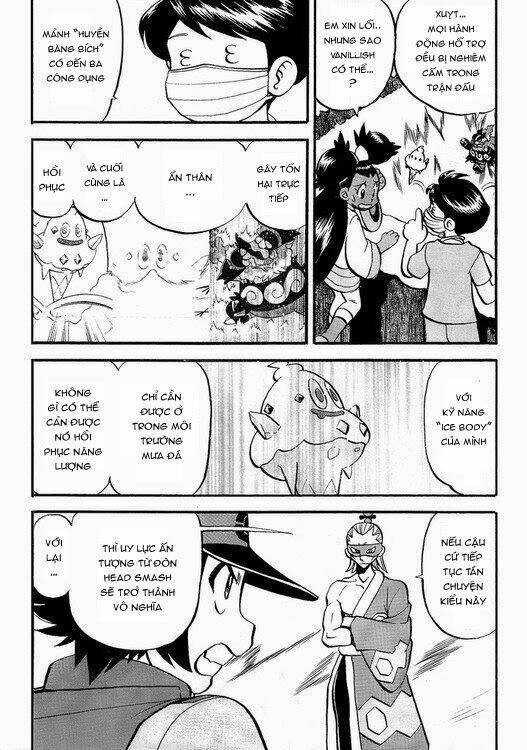 XUỴT...
MỌI HÀNH
ĐỘNG HỖ TRỢ
ĐỀU BỊ NGHIÊM
CẤM TRONG
TRẬN ĐẤU
EM XIN LỖI..
NHƯNG SAO
VANILLISH
CÓ THỂ...
?
MẢNH "HUYỀN
BĂNG BÍCH"
CÓ ĐẾN BA
CÔNG DỤNG
GÂY TỔN
HẠI TRỰC
TIẾP
ẨN THÂN
...
VÀ CUỐI
CÙNG LÀ
...
HỒI
PHỤC
VỚI
KỸ NĂNG
"ICE BODY"
CỦA MÌNH
CHỈ CẦN
ĐƯỢC Ở
TRONG MÔI
TRƯỜNG
MƯA ĐÁ
KHÔNG
GÌ CÓ THỂ
CẢN ĐƯỢC
NÓ HỒI
PHỤC NĂNG
LƯỢNG
NẾU CẬU
CỨ TIẾP
TỤC TÁN
CHUYỆN
KIỂU NÀY
THÌ UY LỰC ẤN
TƯỢNG TỪ ĐÒN
HEAD SMASH
SẼ TRỞ THÀNH
VÔ NGHĨA
VỚI
LẠI
...